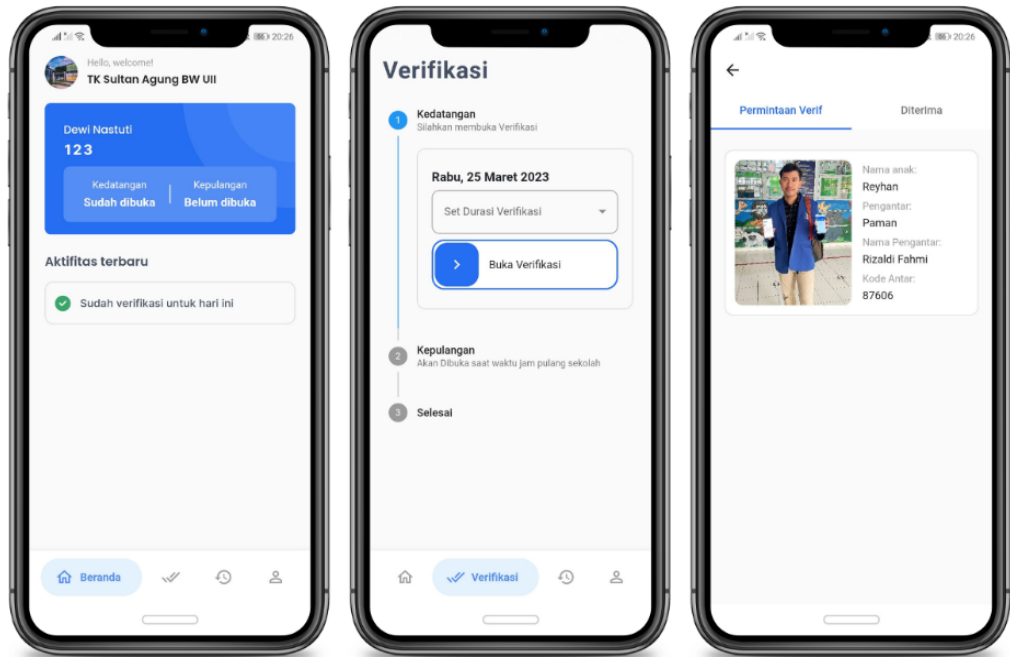 20:26
Hello, welcome!
TK Sultan Agung BW UII
Dewi Nastuti
123
Kedatangan
Kepulangan
Sudah dibuka
Belum dibuka
Aktifitas terbaru
Sudah verifikasi untuk hari ini
Beranda
Verifikasi
1
Kedatangan
Silahkan membuka Verifikasi
Rabu, 25 Maret 2023
Set Durasi Verifikasi
Buka Verifikasi
2
Kepulangan
Akan Dibuka saat waktu jam pulang sekolah
3
Selesai
Verifikasi
20:26
Permintaan Verif
Diterima
Nama anak:
Reyhan
Pengantar:
Paman
Nama Pengantar:
Rizaldi Fahmi
Kode Antar:
87606